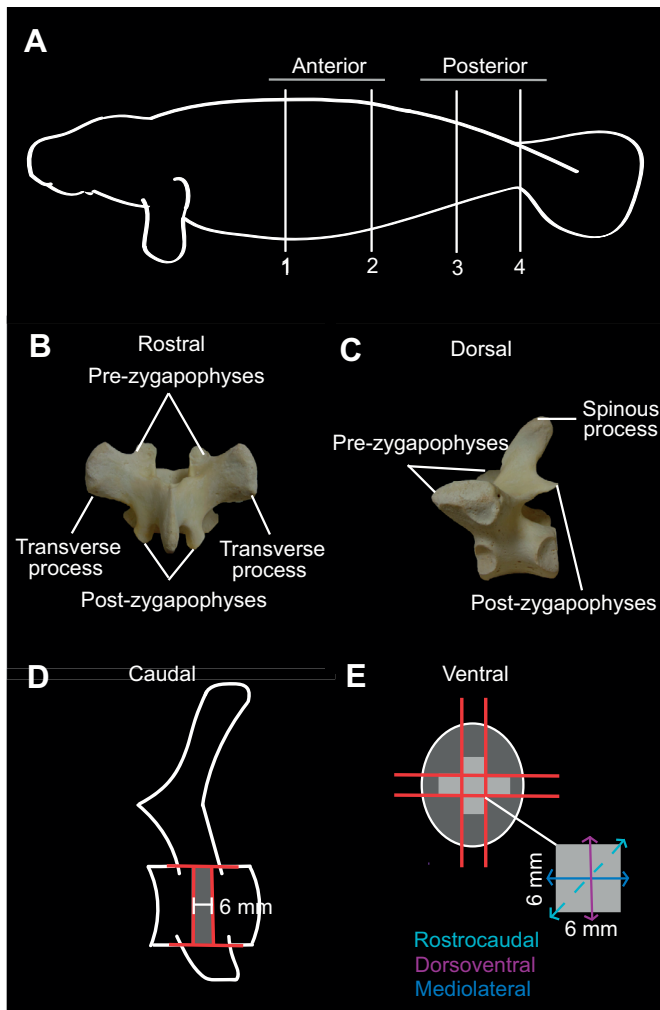 A
Anterior
Posterior
1
2
3
4
B
Rostral
Pre-zygapophyses
Transverse
process
Transverse
process
Post-zygapophyses
C
Dorsal
Spinous
process
Pre-zygapophyses
Post-zygapophyses
D
Caudal
6 mm
E
Ventral
6 mm
6 mm
Rostrocaudal
Dorsoventral
Mediolateral